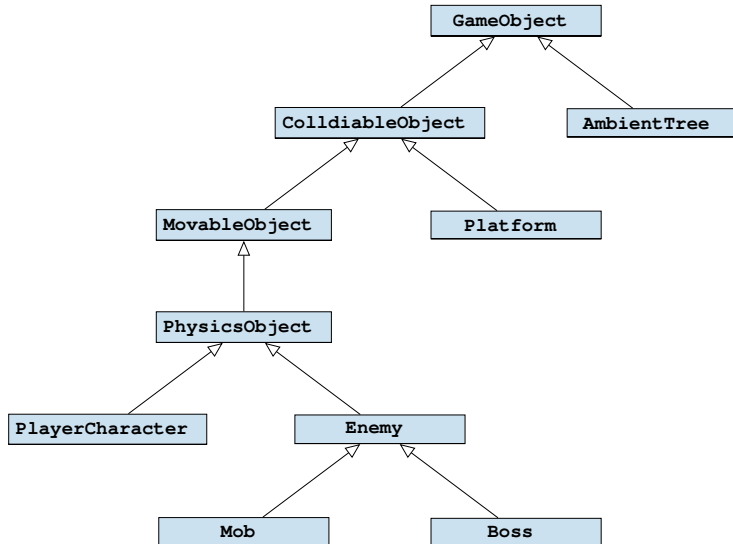 GameObject
ColldiableObject
AmbientTree
MovableObject
Platform
PhysicsObject
PlayerCharacter
Enemy
Mob
Boss